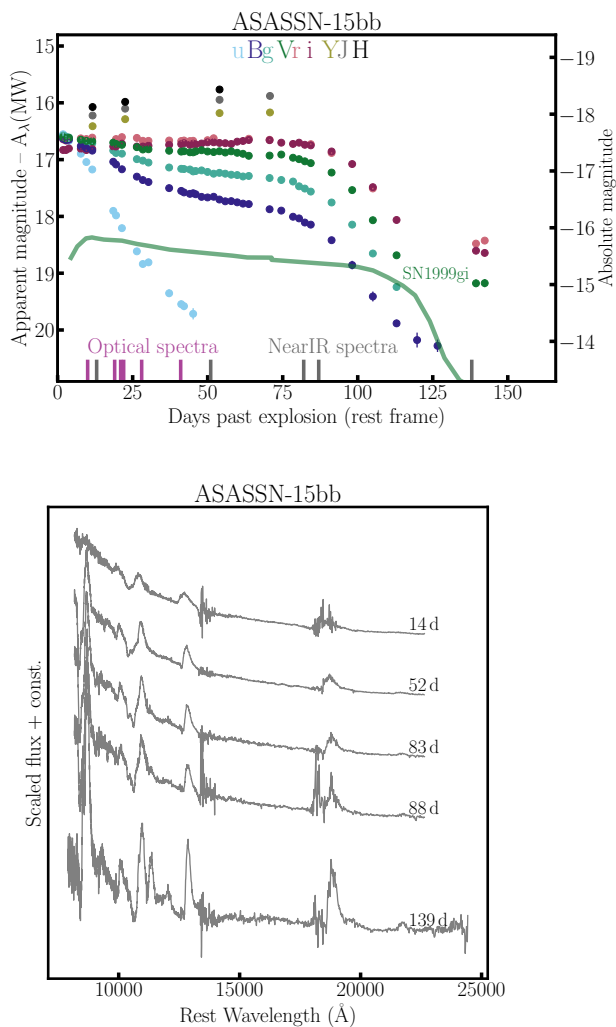 ASASSN-15bb
uBgVri YJH
Apparent magnitude − A_λ(MW)
15
16
17
18
19
20
−19
−18
−17
−16
−15
−14
Absolute magnitude
SN1999gi
Optical spectra
NearIR spectra
0
25
50
75
100
125
150
Days past explosion (rest frame)
ASASSN-15bb
Scaled flux + const.
14 d
52 d
83 d
88 d
139 d
10000
15000
20000
25000
Rest Wavelength (Å)